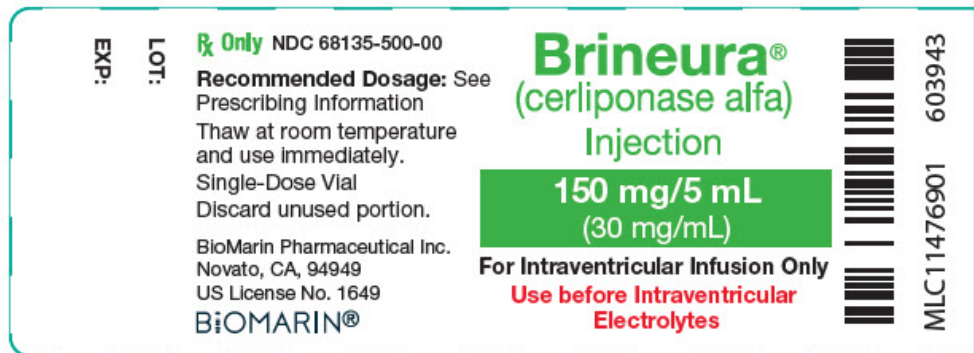 EXP:
LOT:
Rx Only NDC 68135-500-00
Recommended Dosage: See
Prescribing Information
Thaw at room temperature
and use immediately.
Single-Dose Vial
Discard unused portion.
BioMarin Pharmaceutical Inc.
Novato, CA, 94949
US License No. 1649
BiOMARIN®
Brineura®
(cerliponase alfa)
Injection
150 mg/5 mL
(30 mg/mL)
For Intraventricular Infusion Only
Use before Intraventricular
Electrolytes
MLC11476901 603943